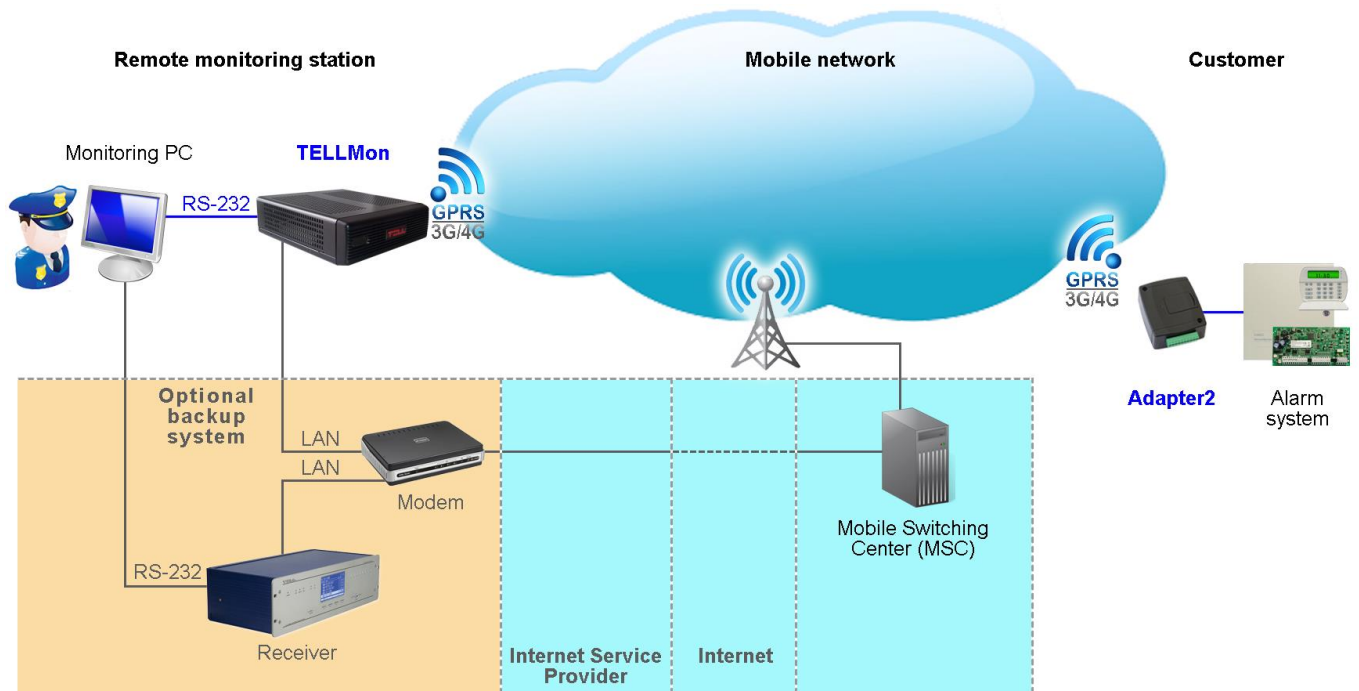 Remote monitoring station
Mobile network
Customer
Monitoring PC
TELLMon
RS-232
GPRS
3G/4G
GPRS
3G/4G
Adapter2
Alarm
system
Optional
backup
system
LAN
LAN
Modem
Mobile Switching
Center (MSC)
RS-232
Receiver
Internet Service
Provider
Internet